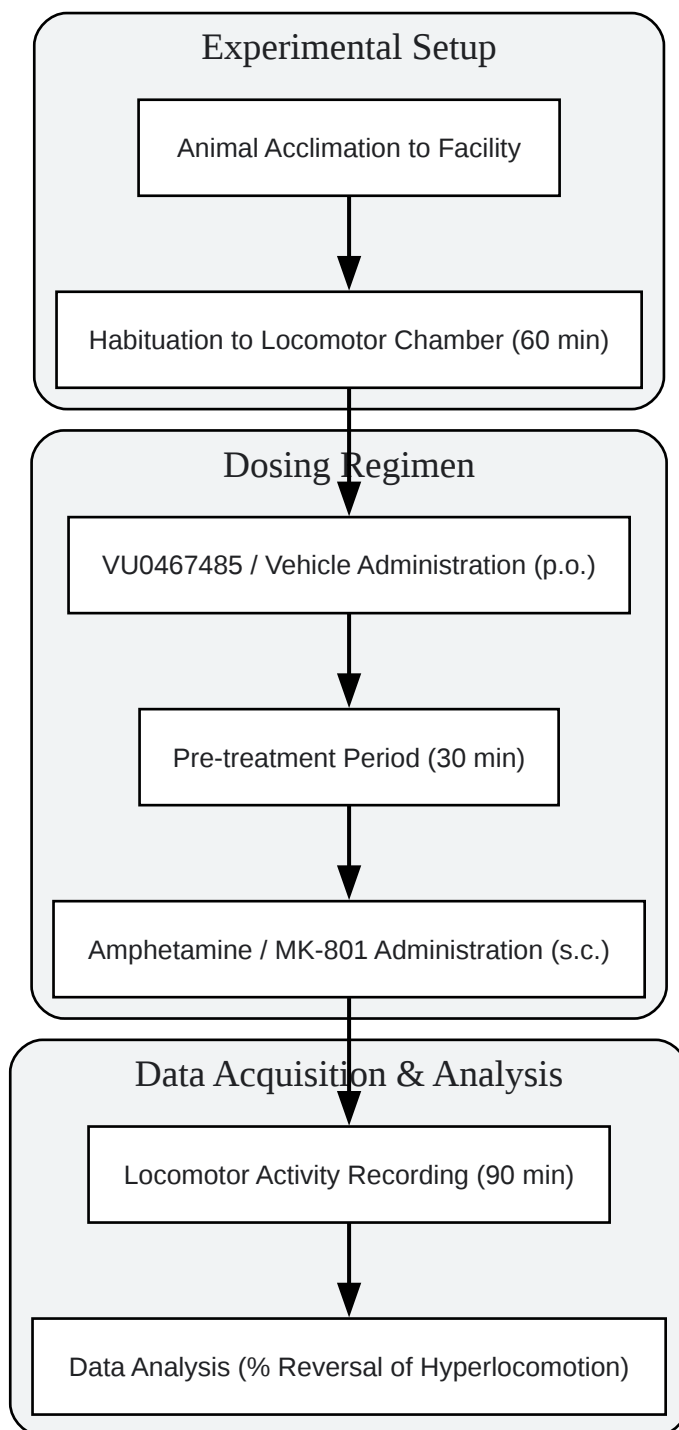 Experimental Setup
Animal Acclimation to Facility
Habituation to Locomotor Chamber (60 min)
Dosing Regimen
VU0467485 / Vehicle Administration (p.o.)
Pre-treatment Period (30 min)
Amphetamine / MK-801 Administration (s.c.)
Data Acquisition & Analysis
Locomotor Activity Recording (90 min)
Data Analysis (% Reversal of Hyperlocomotion)